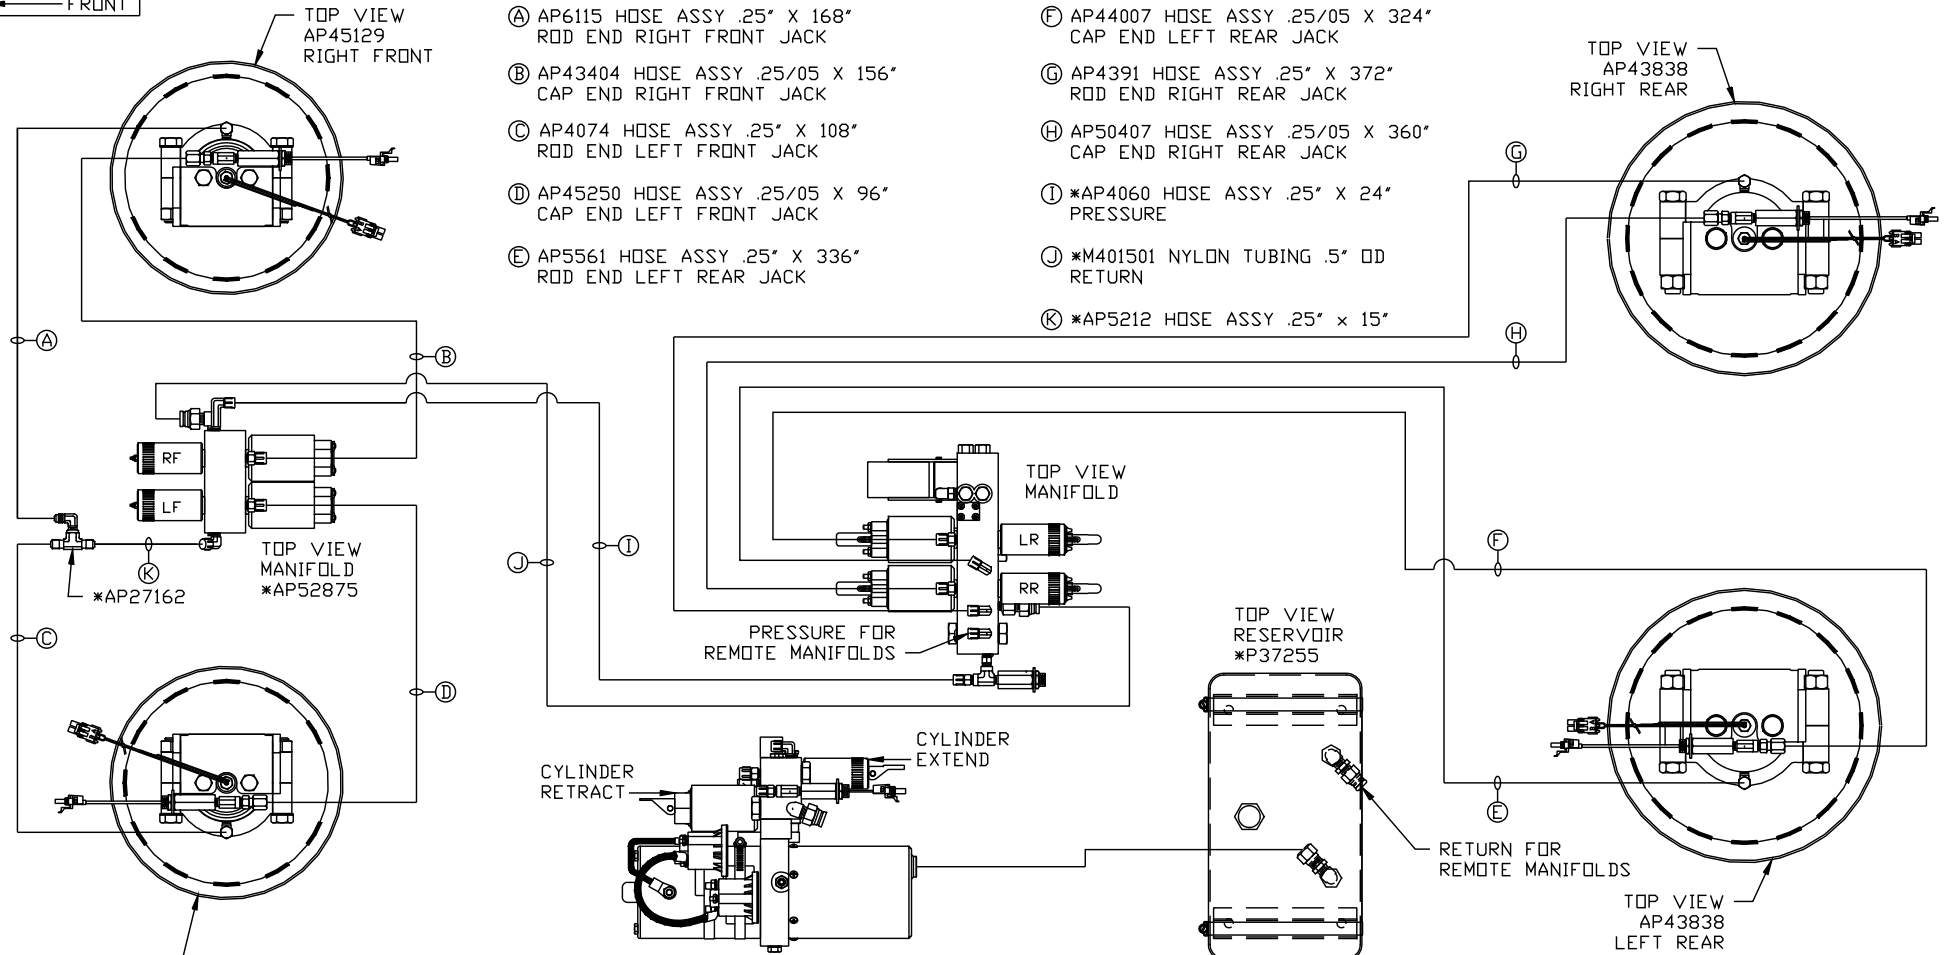 FRONT
TOP VIEW
AP45129
RIGHT FRONT
Ⓐ AP6115 HOSE ASSY .25" X 168"
ROD END RIGHT FRONT JACK
Ⓑ AP43404 HOSE ASSY .25/05 X 156"
CAP END RIGHT FRONT JACK
Ⓒ AP4074 HOSE ASSY .25" X 108"
ROD END LEFT FRONT JACK
Ⓓ AP45250 HOSE ASSY .25/05 X 96"
CAP END LEFT FRONT JACK
Ⓔ AP5561 HOSE ASSY .25" X 336"
ROD END LEFT REAR JACK
Ⓕ AP44007 HOSE ASSY .25/05 X 324"
CAP END LEFT REAR JACK
Ⓖ AP4391 HOSE ASSY .25" X 372"
ROD END RIGHT REAR JACK
Ⓗ AP50407 HOSE ASSY .25/05 X 360"
CAP END RIGHT REAR JACK
Ⓘ *AP4060 HOSE ASSY .25" X 24"
PRESSURE
Ⓙ *M401501 NYLON TUBING .5" OD
RETURN
Ⓚ *AP5212 HOSE ASSY .25" x 15"
TOP VIEW
AP43838
RIGHT REAR
G
H
A
B
RF
LF
K
*AP27162
TOP VIEW
MANIFOLD
*AP52875
J
I
C
D
TOP VIEW
MANIFOLD
LR
RR
PRESSURE FOR
REMOTE MANIFOLDS
F
TOP VIEW
RESERVOIR
*P37255
CYLINDER
RETRACT
CYLINDER
EXTEND
E
RETURN FOR
REMOTE MANIFOLDS
TOP VIEW
AP43838
LEFT REAR